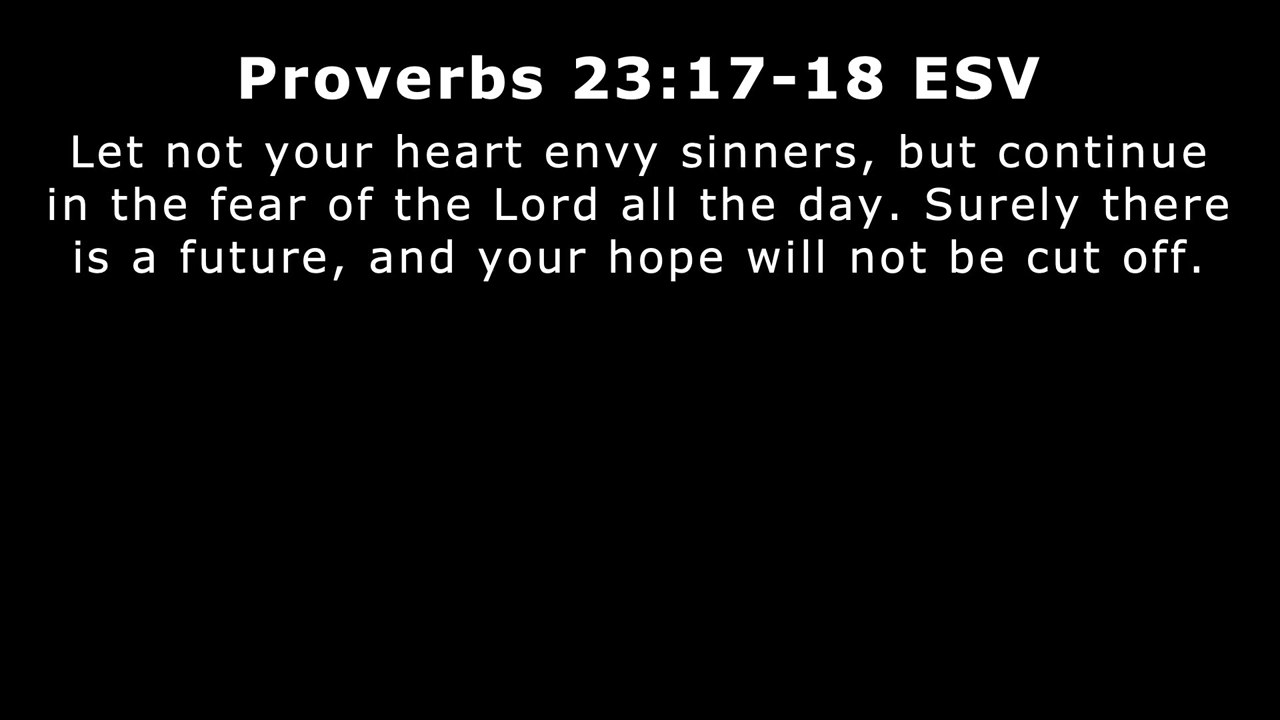 Proverbs 23:17-18 ESV
Let not your heart envy sinners, but continue
in the fear of the Lord all the day. Surely there
is a future, and your hope will not be cut off.